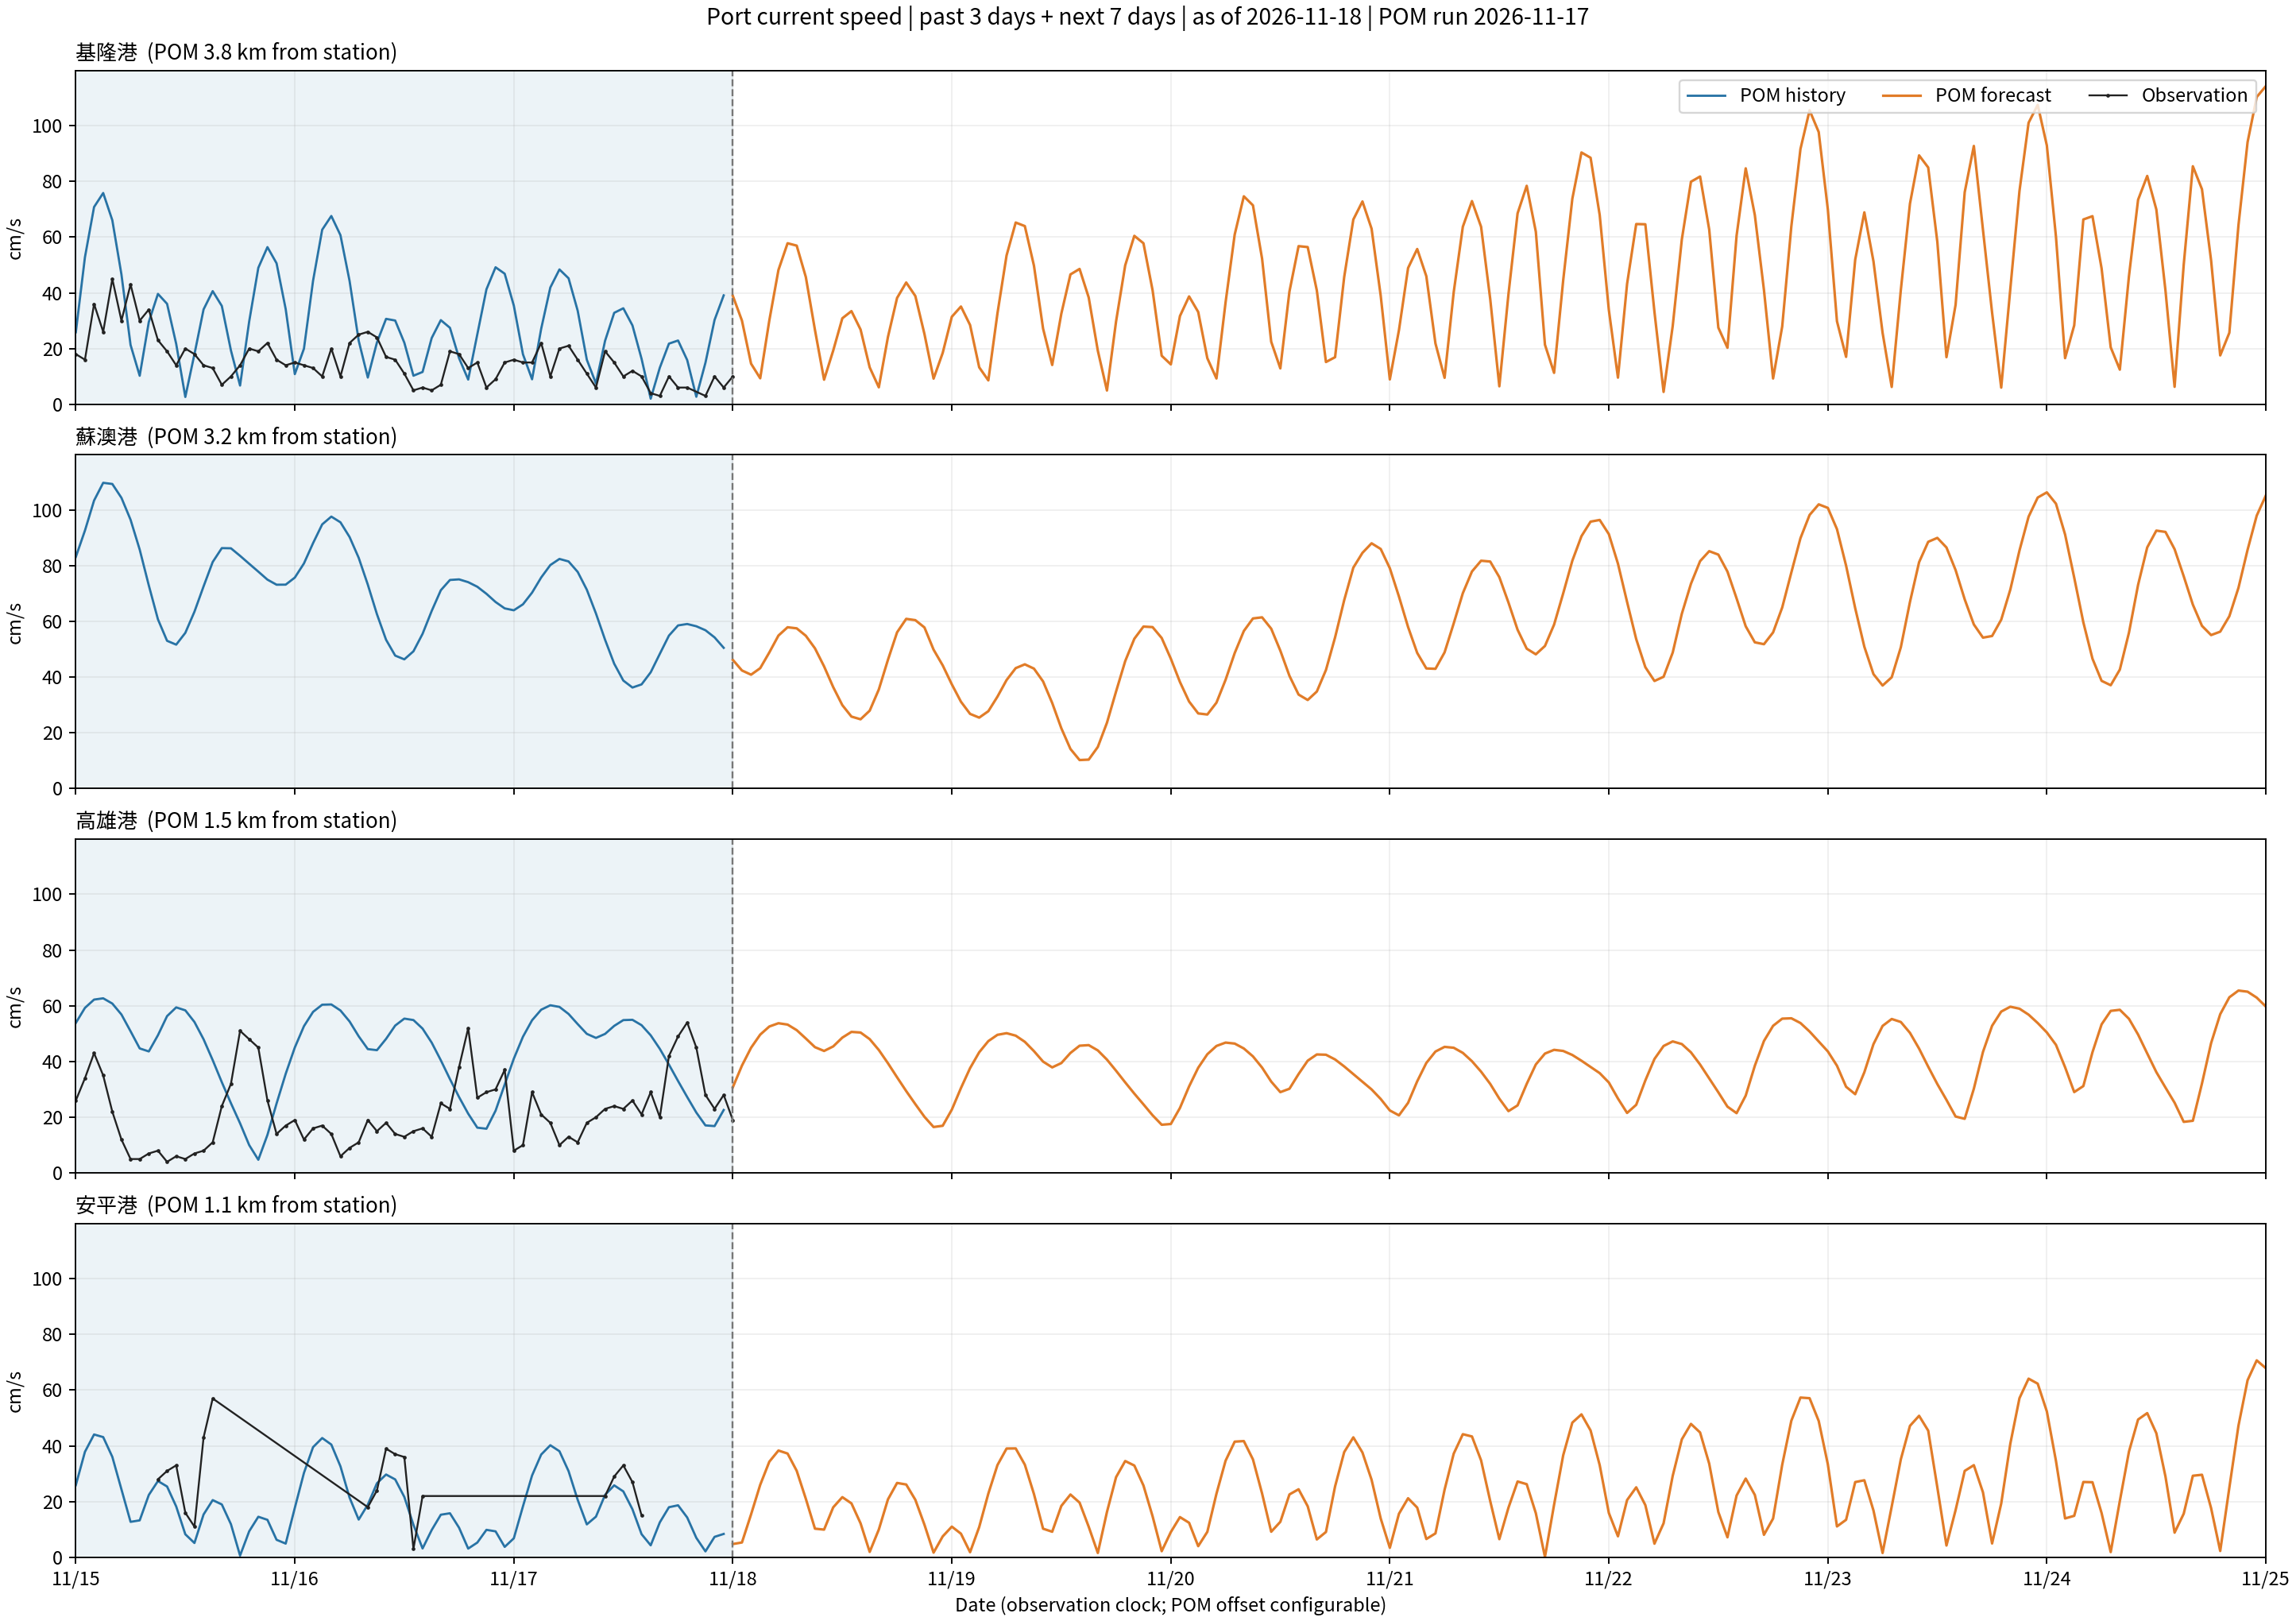 Port current speed | past 3 days + next 7 days | as of 2026-11-18 | POM run 2026-11-17
基隆港 (POM 3.8 km from station)
POM history
POM forecast
Observation
100
80
60
40
20
0
cm/s
蘇澳港 (POM 3.2 km from station)
100
80
60
40
20
0
cm/s
高雄港 (POM 1.5 km from station)
100
80
60
40
20
0
cm/s
安平港 (POM 1.1 km from station)
100
80
60
40
20
0
cm/s
11/15 11/16 11/17 11/18 11/19 11/20 11/21 11/22 11/23 11/24 11/25
Date (observation clock; POM offset configurable)